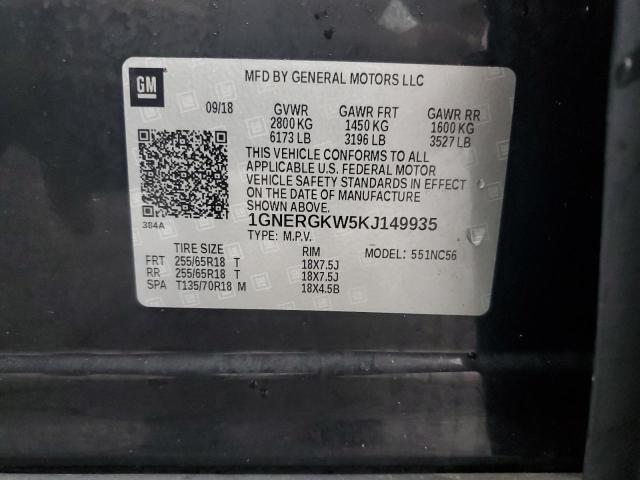 GM
MFD BY GENERAL MOTORS LLC
09/18 GVWR GAWR FRT GAWR RR
2800 KG 1450 KG 1600 KG
6173 LB 3196 LB 3527 LB
THIS VEHICLE CONFORMS TO ALL
APPLICABLE U.S. FEDERAL MOTOR
VEHICLE SAFETY STANDARDS IN EFFECT
ON THE DATE OF MANUFACTURE
SHOWN ABOVE.
384A
1GNERGKW5KJ149935
TYPE: M.P.V. MODEL: 551NC56
TIRE SIZE RIM
FRT 255/65R18 T 18X7.5J
RR 255/65R18 T 18X7.5J
SPA T135/70R18 M 18X4.5B